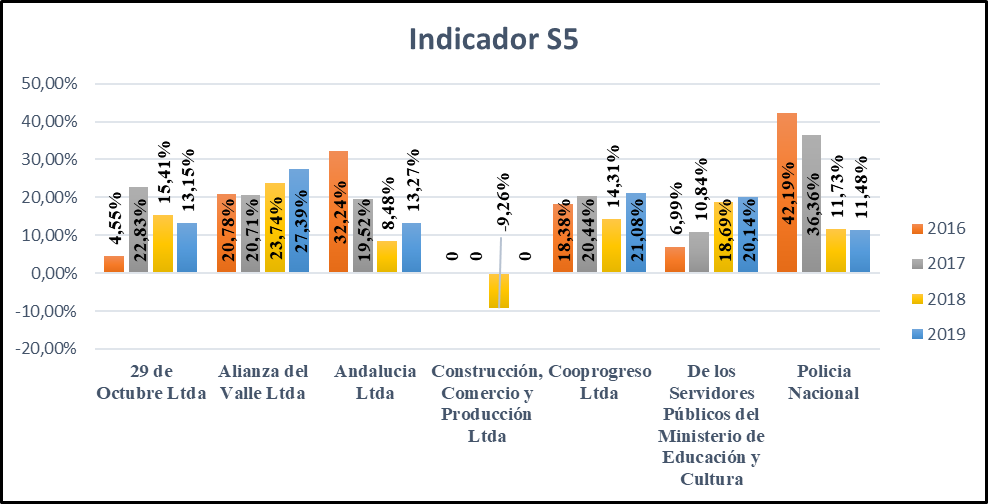 Indicador S5
50,00%
40,00%
30,00%
20,00%
10,00%
0,00%
-10,00%
-20,00%
4,55%
22,83%
15,41%
13,15%
20,78%
20,71%
23,74%
27,39%
32,24%
19,52%
8,48%
13,27%
0
0
-9,26%
0
18,38%
20,44%
14,31%
21,08%
6,99%
10,84%
18,69%
20,14%
42,19%
36,36%
11,73%
11,48%
29 de
Octubre Ltda
Alianza del
Valle Ltda
Andalucia
Ltda
Construcción,
Comercio y
Producción
Ltda
Cooprogreso
Ltda
De los
Servidores
Públicos del
Ministerio de
Educación y
Cultura
Policia
Nacional
2016
2017
2018
2019